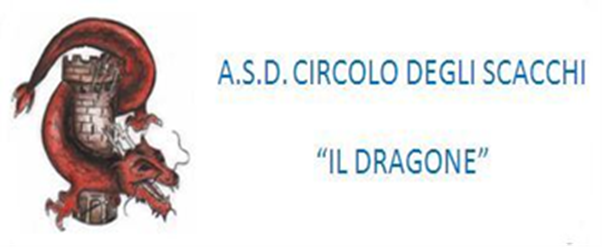 A.S.D. CIRCOLO DEGLI SCACCHI
“IL DRAGONE”